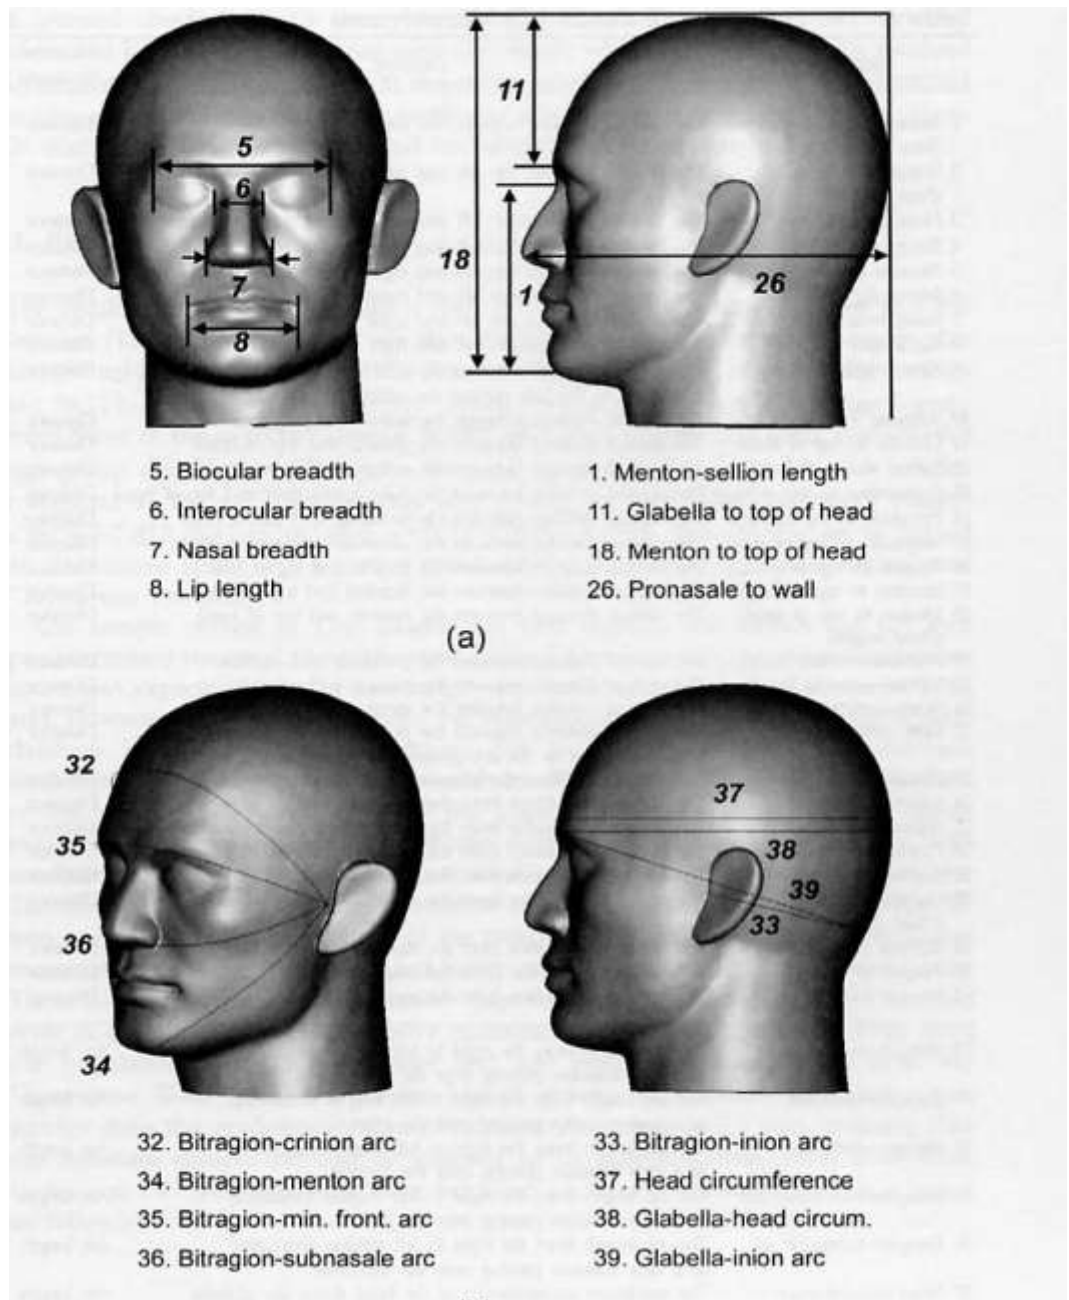 5
6
7
8
11
18
1
26
5. Biocular breadth
6. Interocular breadth
7. Nasal breadth
8. Lip length
1. Menton-sellion length
11. Glabella to top of head
18. Menton to top of head
26. Pronasale to wall
(a)
32
35
36
34
37
38
39
33
32. Bitragion-crinion arc
34. Bitragion-menton arc
35. Bitragion-min. front. arc
36. Bitragion-subnasale arc
33. Bitragion-inion arc
37. Head circumference
38. Glabella-head circum.
39. Glabella-inion arc